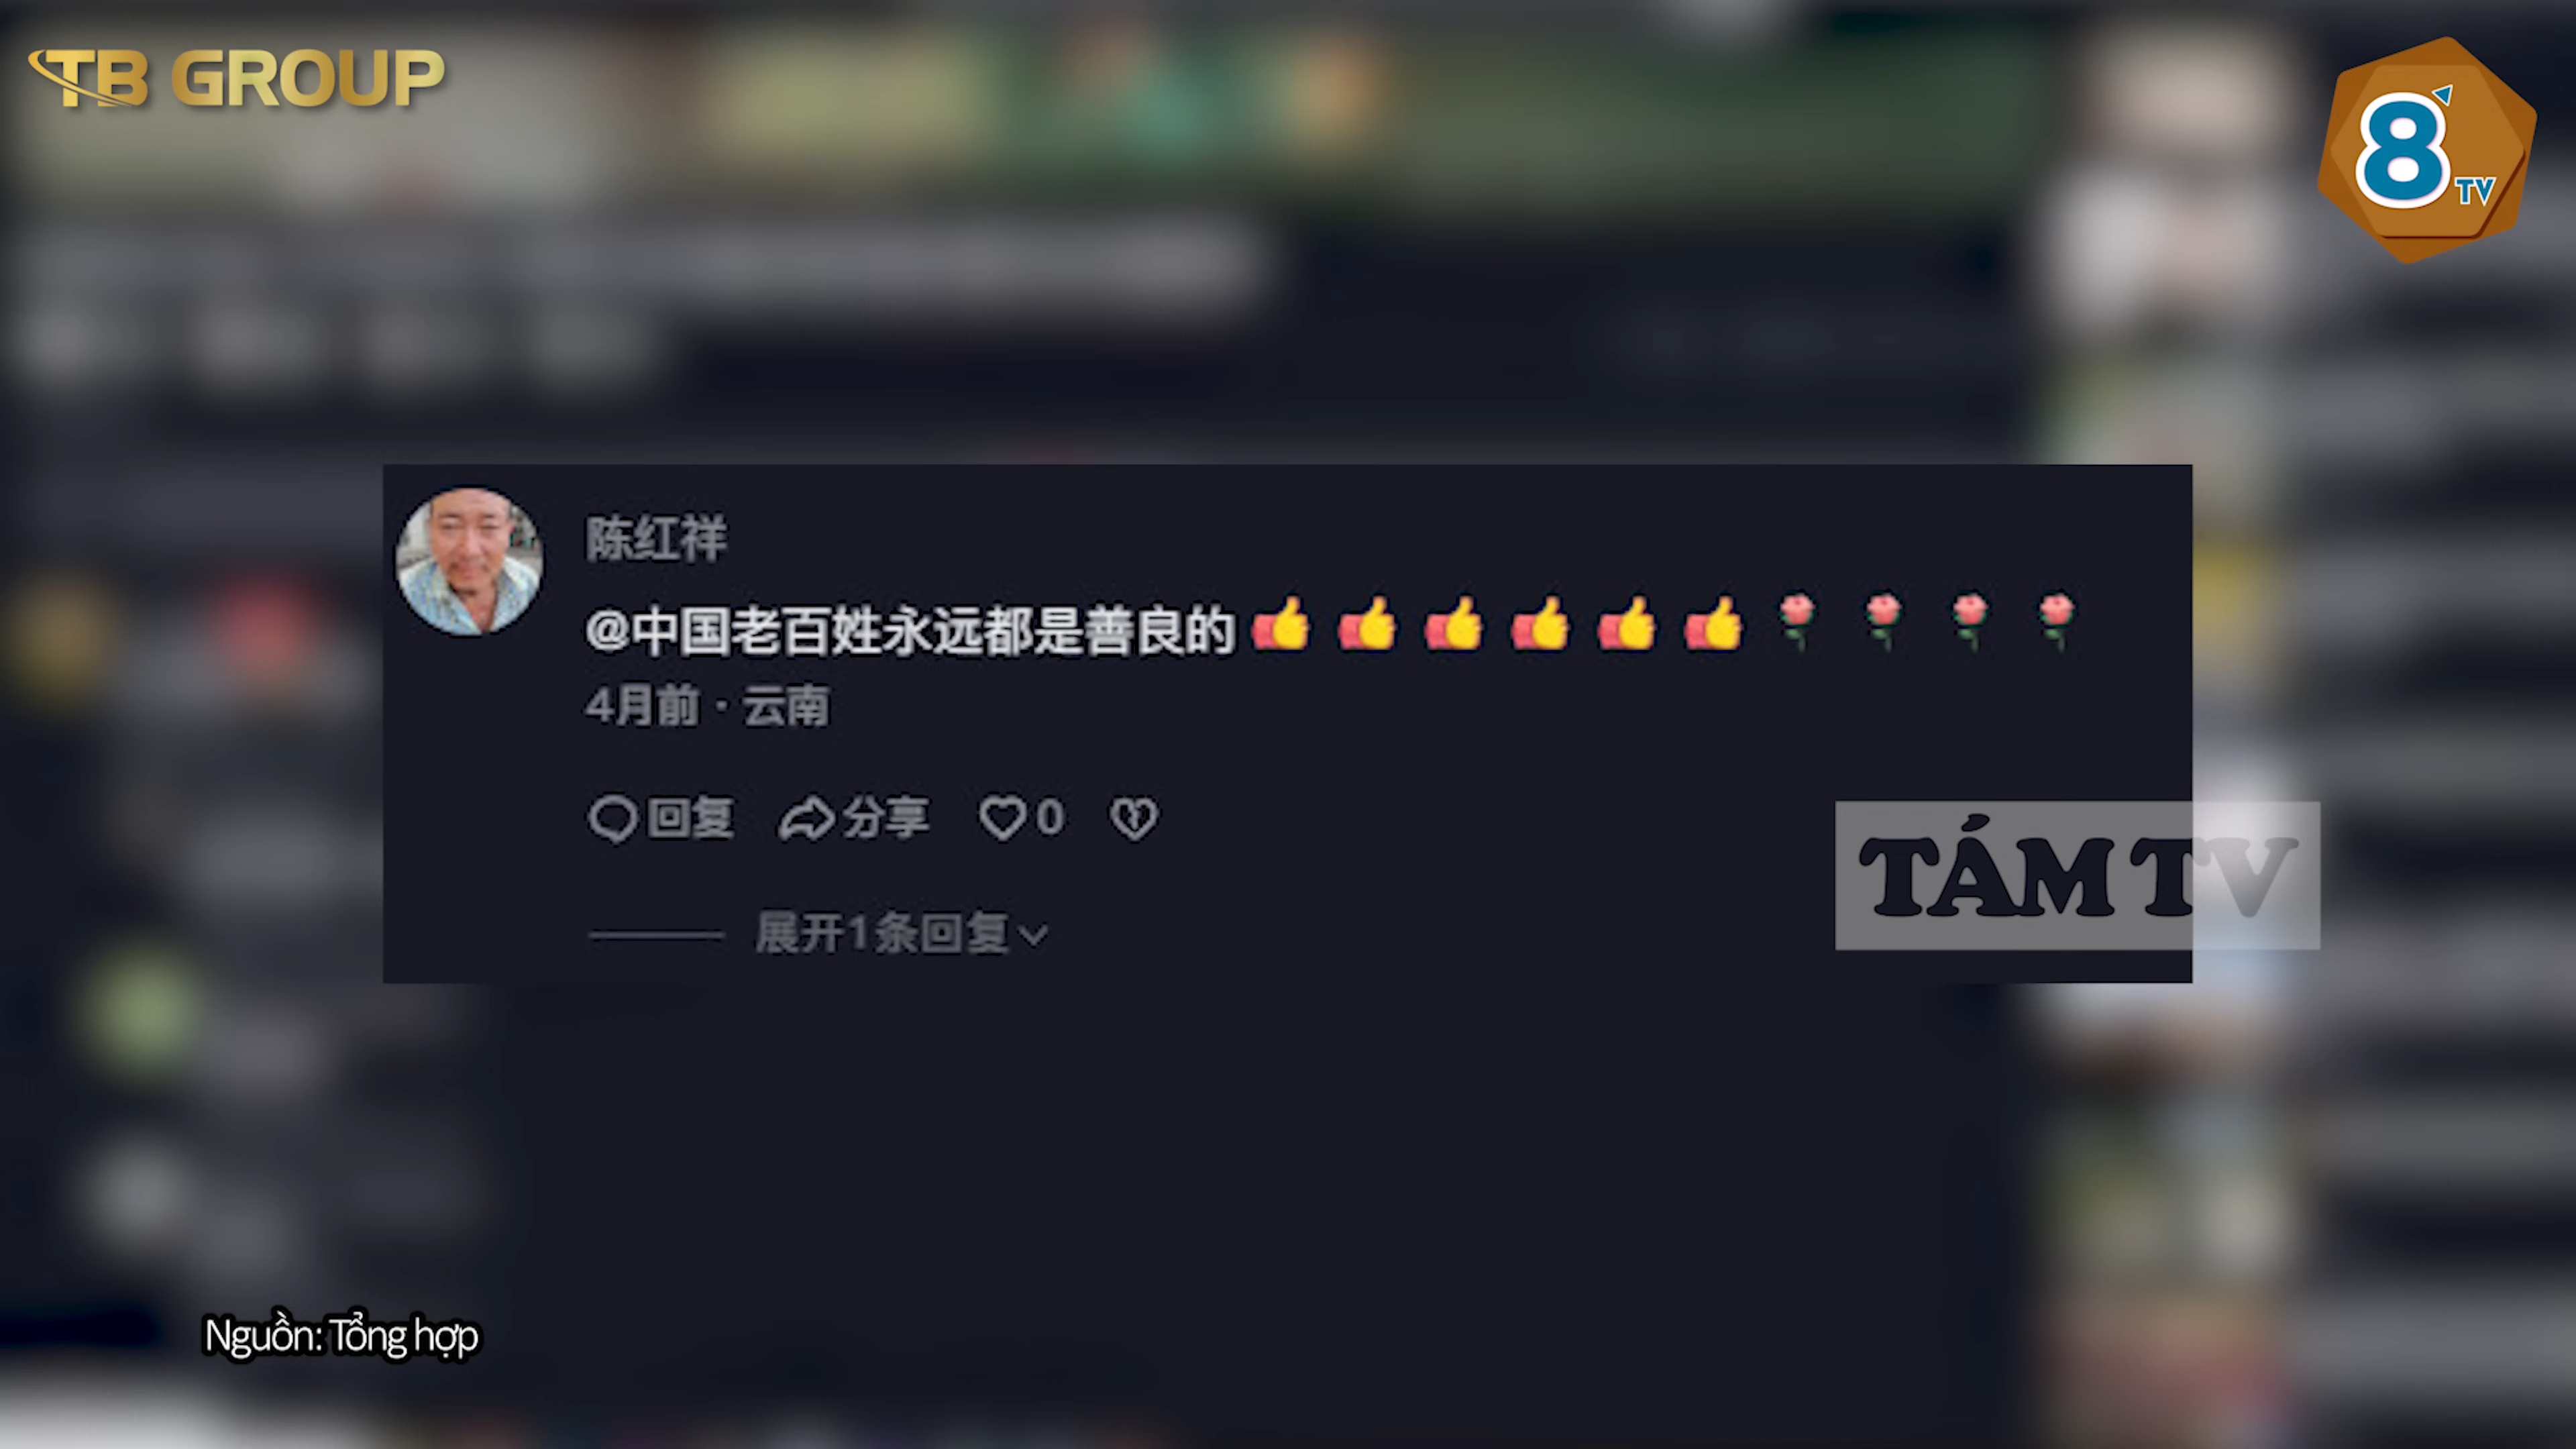 TB GROUP
8 TV
陈红祥
@中国老百姓永远都是善良的👍👍👍👍👍👍🌹🌹🌹🌹
4月前 · 云南
回复 分享 0
展开1条回复
TÁM TV
Nguồn: Tổng hợp